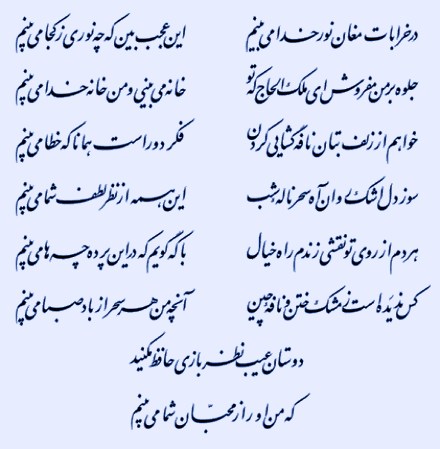 در خرابات مغان نور خدا می‌بینم این عجب بین که چه نوری ز کجا می‌بینم
جلوه بر من مفروش ای ملک الحاج که تو خانه می‌بینی و من خانه خدا می‌بینم
خواهم از زلف بتان نافه گشایی کردن فکر دور است همانا که خطا می‌بینم
سوز دل اشک روان آه سحر ناله شب این همه از نظر لطف شما می‌بینم
هر دم از روی تو نقشی زندم راه خیال با که گویم که در این پرده چه‌ها می‌بینم
کس ندیده است ز مشک ختن و نافه چین آنچه من هر سحر از باد صبا می‌بینم
دوستان عیب نظربازی حافظ مکنید
که من او را ز محبّان شما می‌بینم